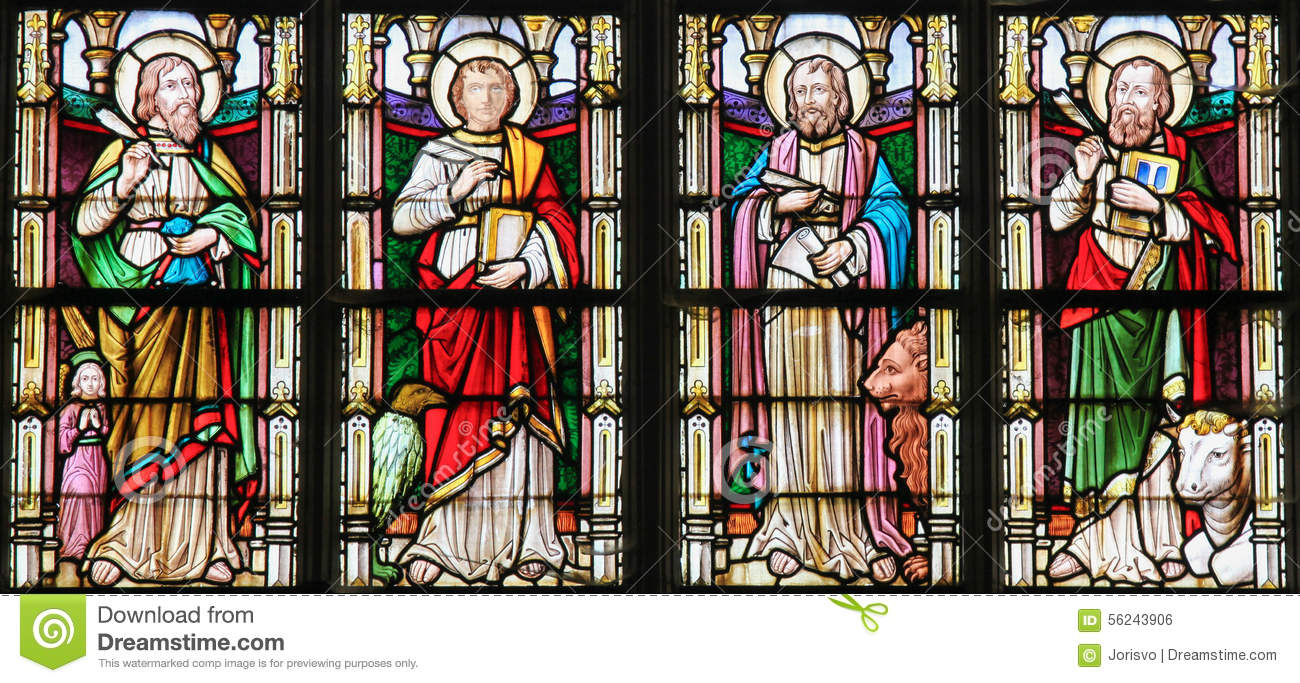 Download from
Dreamstime.com
This watermarked comp image is for previewing purposes only.
ID 56243906
© Jorisvo | Dreamstime.com